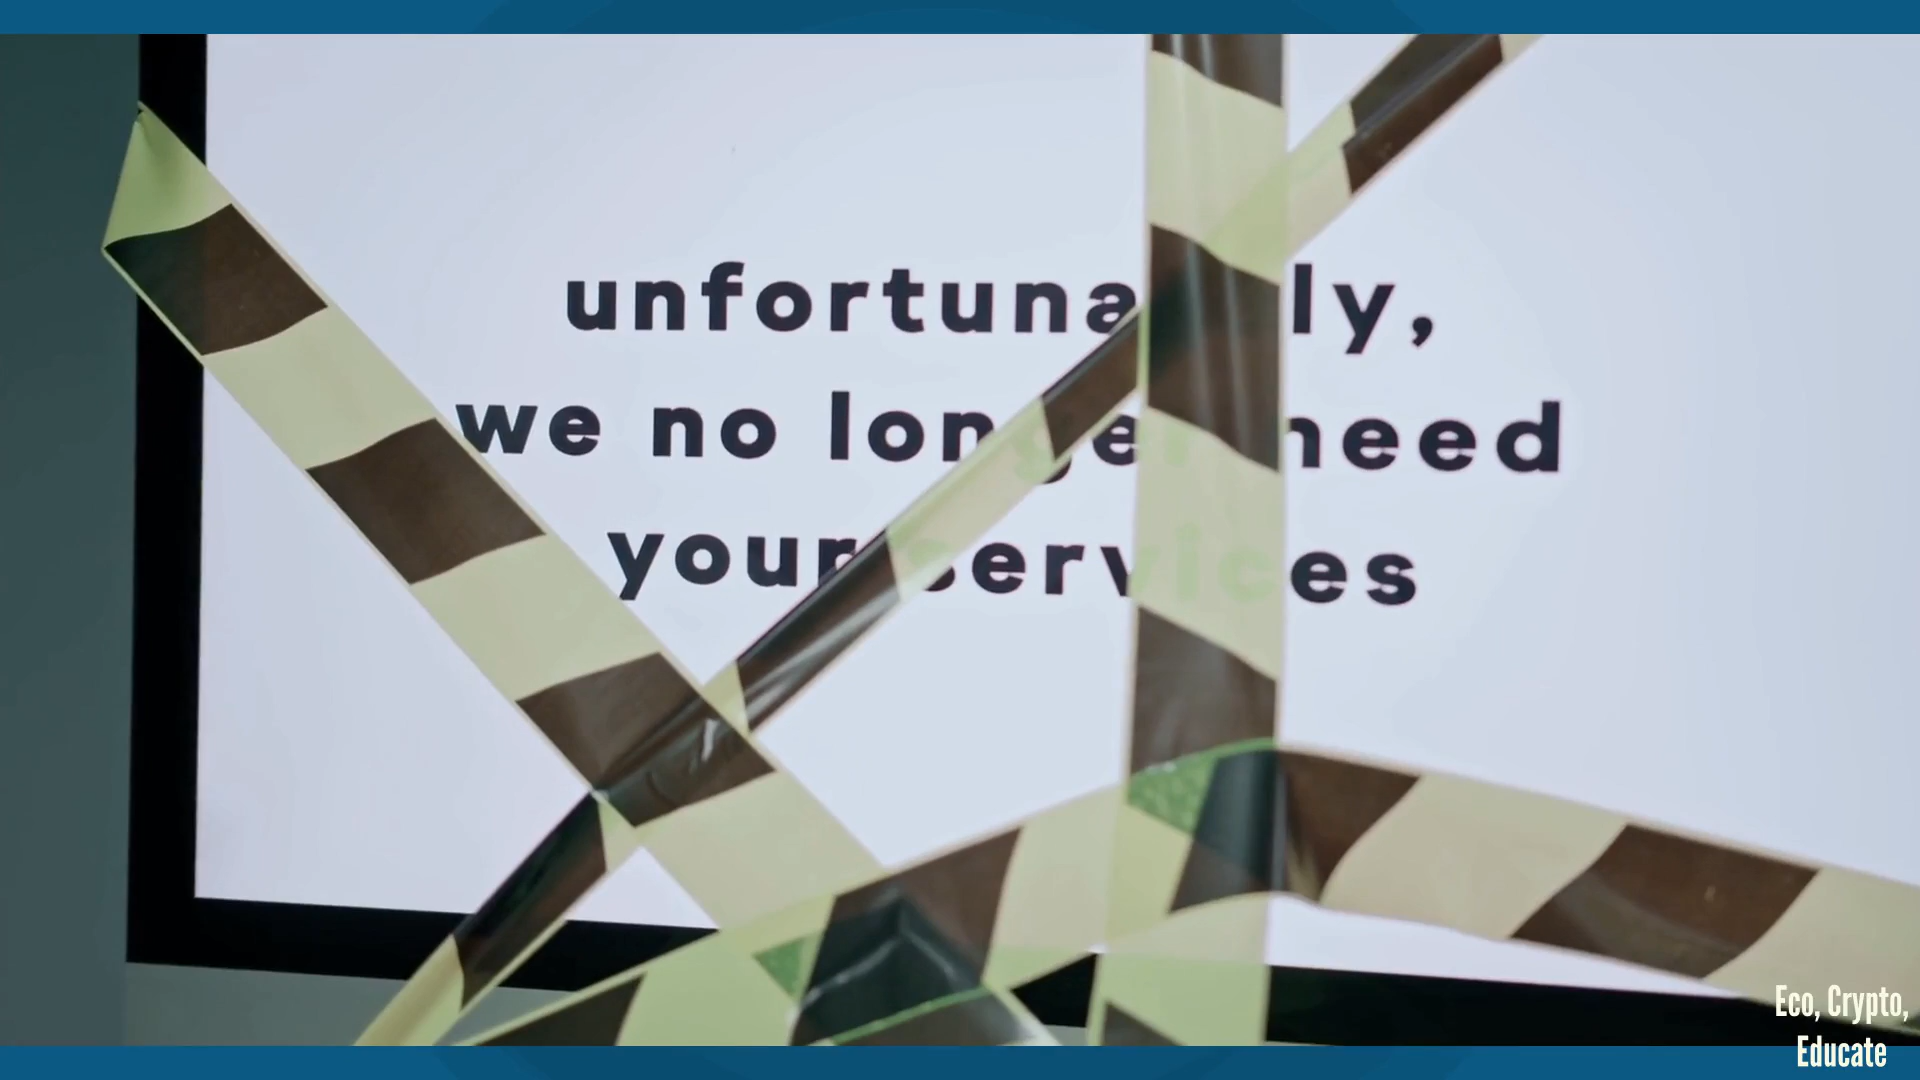 unfortunately,
we no longer need
your services
Eco, Crypto,
Educate